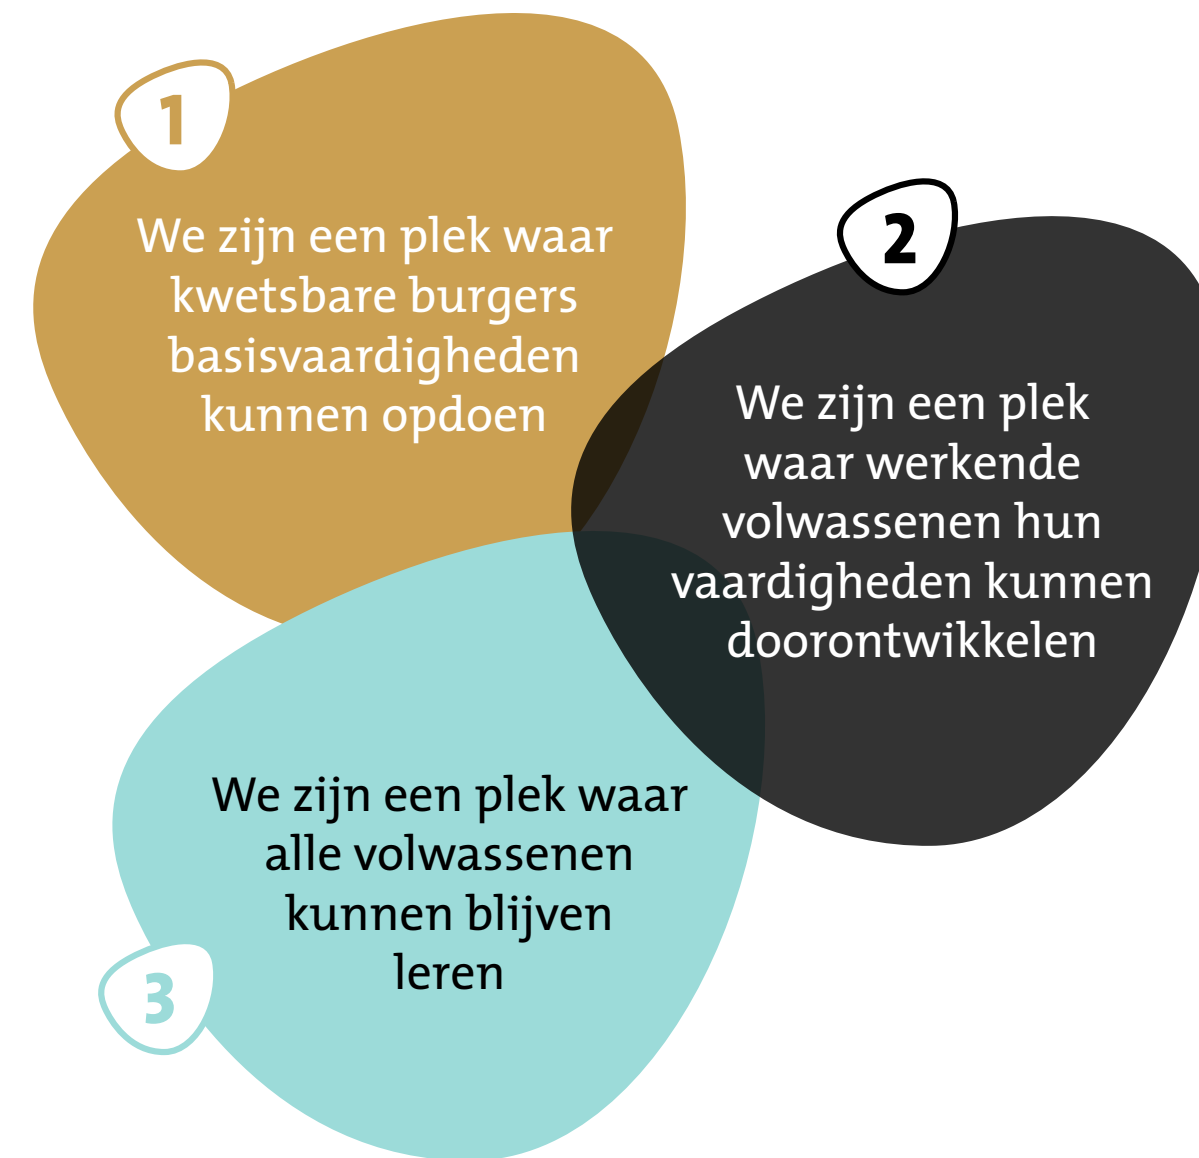 1
We zijn een plek waar
kwetsbare burgers
basisvaardigheden
kunnen opdoen
2
We zijn een plek
waar werkende
volwassenen hun
vaardigheden kunnen
doorontwikkelen
We zijn een plek waar
alle volwassenen
kunnen blijven
leren
3